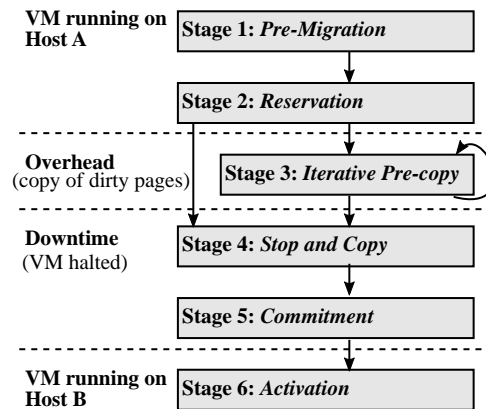 VM running on
Host A
Stage 1: Pre-Migration
Stage 2: Reservation
Overhead
(copy of dirty pages)
Stage 3: Iterative Pre-copy
Downtime
(VM halted)
Stage 4: Stop and Copy
Stage 5: Commitment
VM running on
Host B
Stage 6: Activation